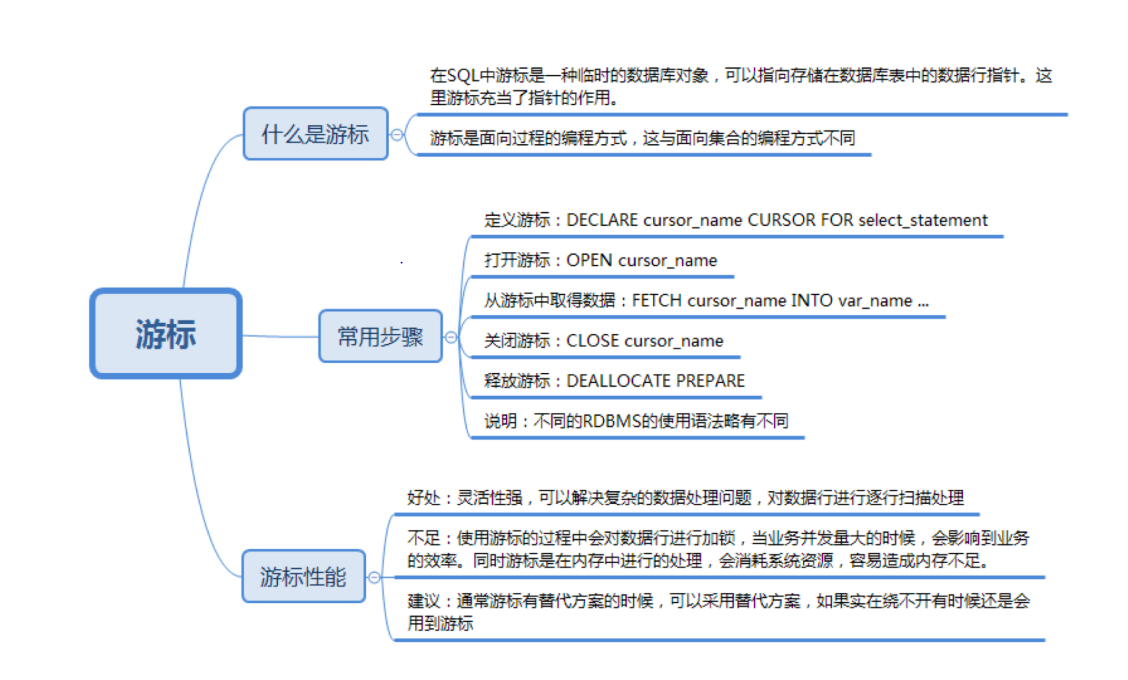 游标
什么是游标
在SQL中游标是一种临时的数据库对象，可以指向存储在数据库表中的数据行指针。这
里游标充当了指针的作用。
游标是面向过程的编程方式，这与面向集合的编程方式不同
常用步骤
定义游标：DECLARE cursor_name CURSOR FOR select_statement
打开游标：OPEN cursor_name
从游标中取得数据：FETCH cursor_name INTO var_name ...
关闭游标：CLOSE cursor_name
释放游标：DEALLOCATE PREPARE
说明：不同的RDBMS的使用语法略有不同
游标性能
好处：灵活性强，可以解决复杂的数据处理问题，对数据行进行逐行扫描处理
不足：使用游标的过程中会对数据行进行加锁，当业务并发量大的时候，会影响到业务
的效率。同时游标是在内存中进行的处理，会消耗系统资源，容易造成内存不足。
建议：通常游标有替代方案的时候，可以采用替代方案，如果实在绕不开有时候还是会
用到游标